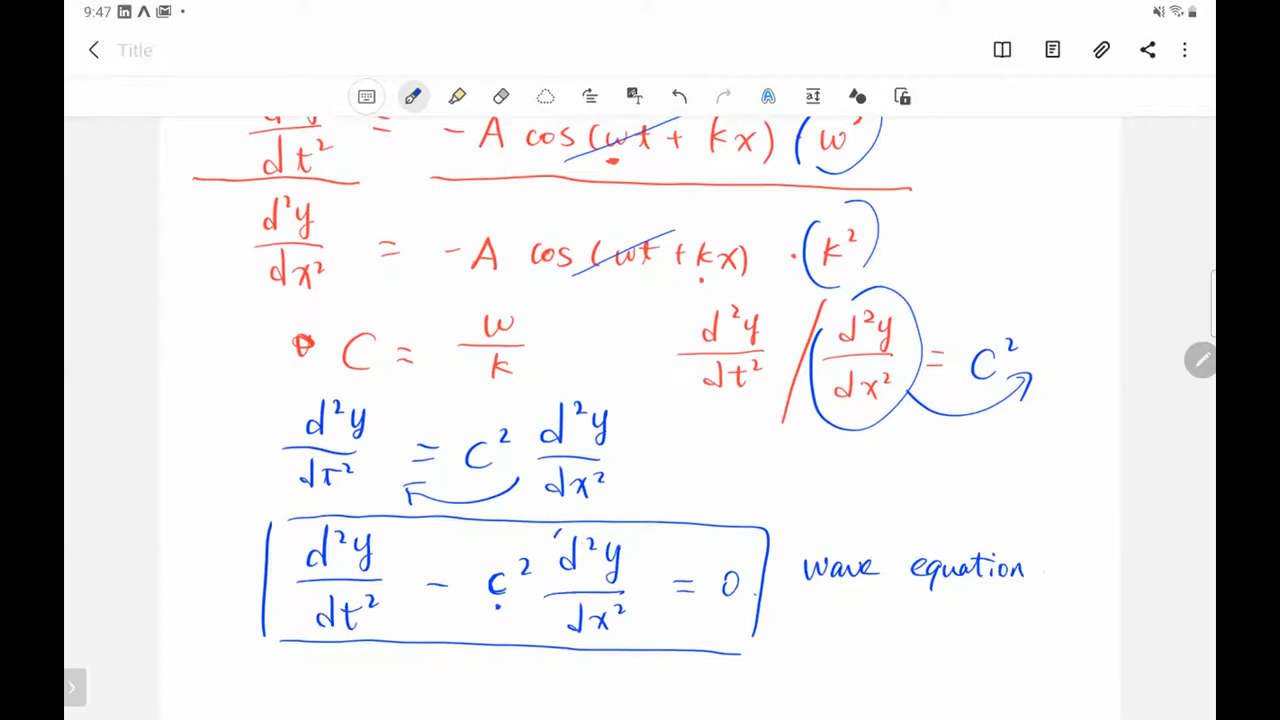 9:47
Title
dt² = - A cos(ωt + kx) (ω²
d²y/dx² = - A cos(ωt + kx) · (k²)
C = ω/k d²y/dt² / d²y/dx² = C²
d²y/dt² = C² d²y/dx²
d²y/dt² - c² d²y/dx² = 0. wave equation